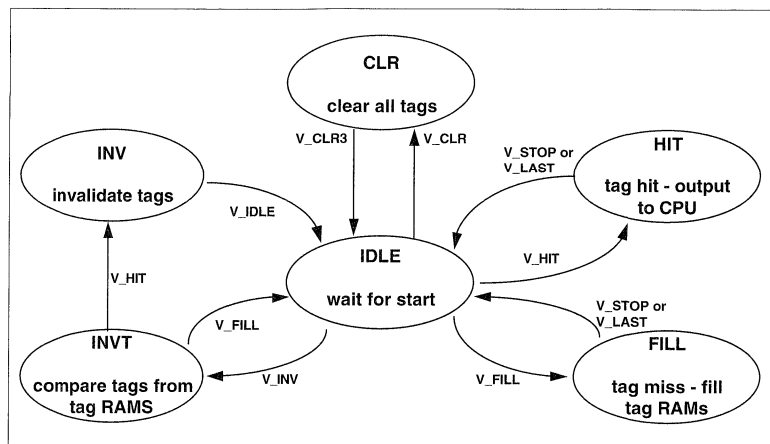 CLR
clear all tags
V_CLR3
V_CLR
INV
invalidate tags
V_IDLE
V_STOP or
V_LAST
HIT
tag hit - output
to CPU
IDLE
wait for start
V_HIT
V_HIT
V_FILL
V_INV
INVT
compare tags from
tag RAMS
V_STOP or
V_LAST
V_FILL
FILL
tag miss - fill
tag RAMs